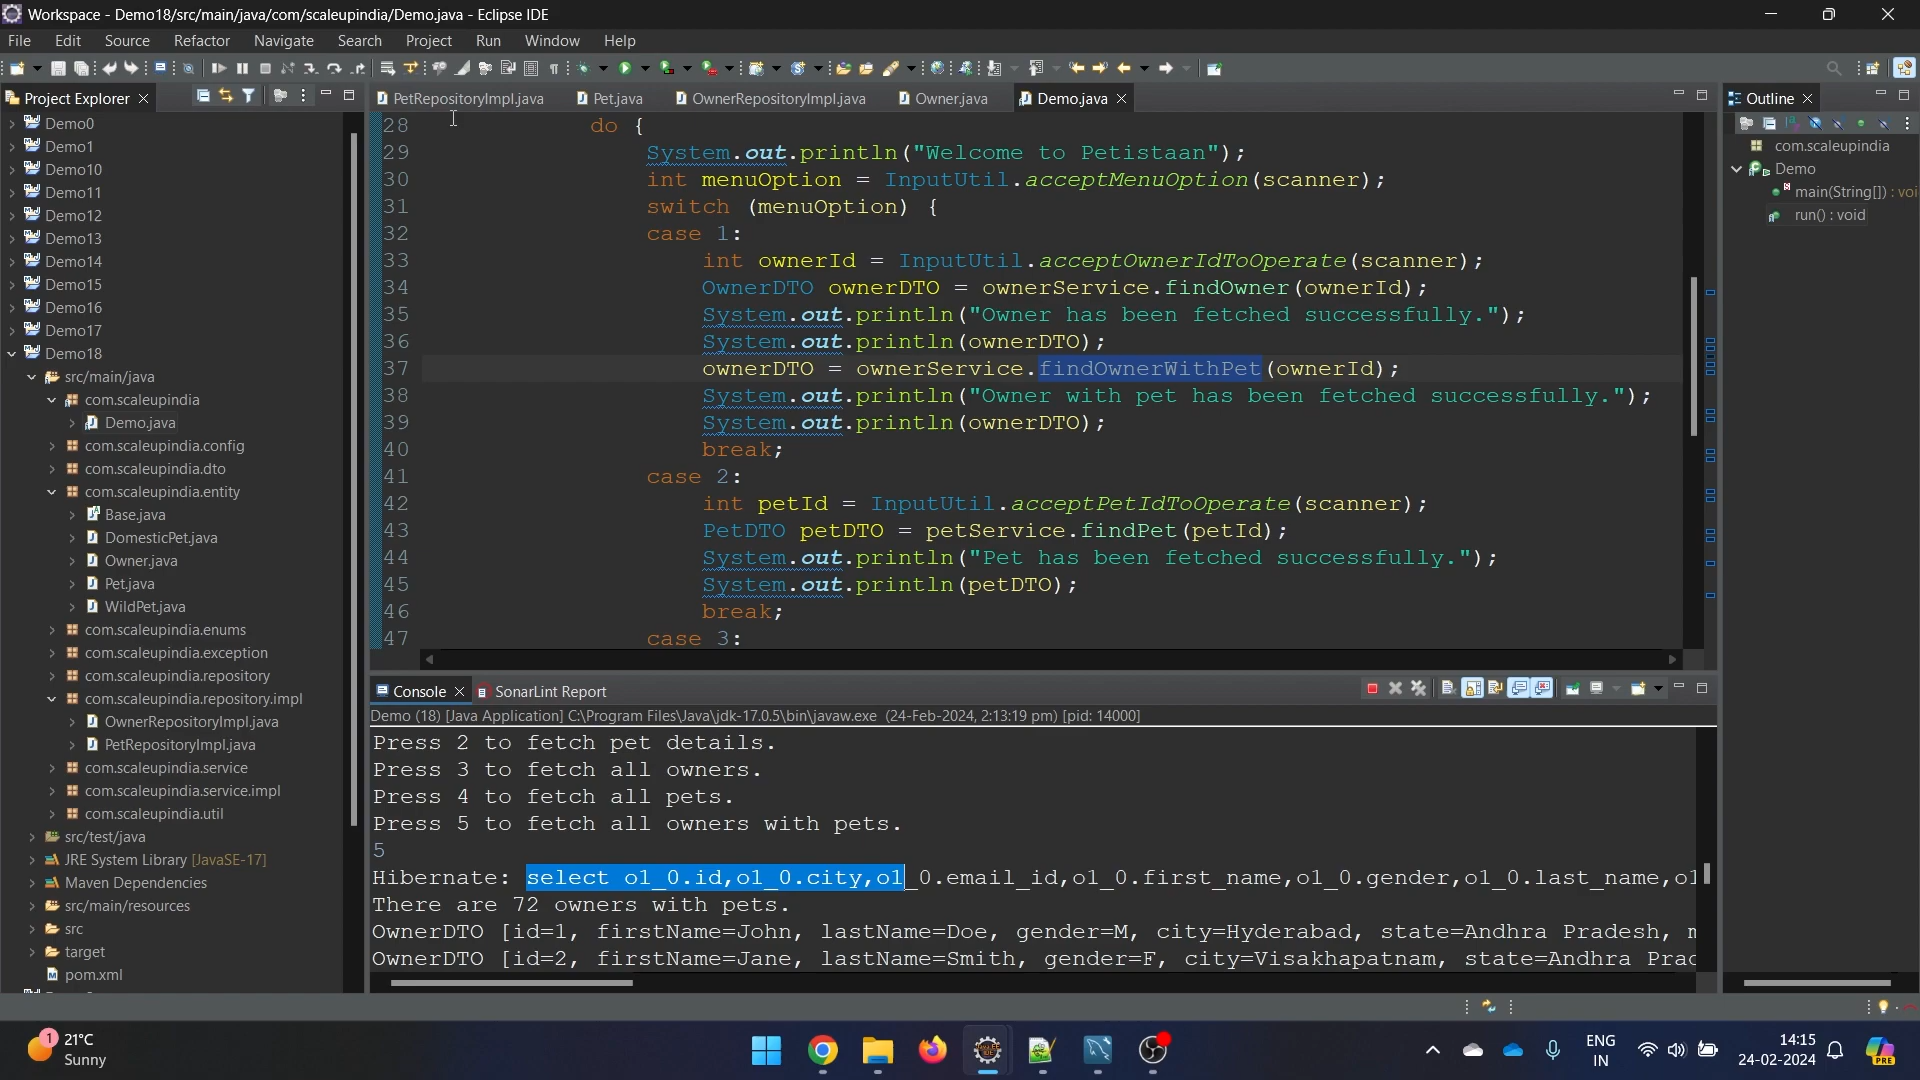 Workspace - Demo18/src/main/java/com/scaleupindia/Demo.java - Eclipse IDE
File Edit Source Refactor Navigate Search Project Run Window Help
Project Explorer
Demo0
Demo1
Demo10
Demo11
Demo12
Demo13
Demo14
Demo15
Demo16
Demo17
Demo18
src/main/java
com.scaleupindia
Demo.java
com.scaleupindia.config
com.scaleupindia.dto
com.scaleupindia.entity
Base.java
DomesticPet.java
Owner.java
Pet.java
WildPet.java
com.scaleupindia.enums
com.scaleupindia.exception
com.scaleupindia.repository
com.scaleupindia.repository.impl
OwnerRepositoryImpl.java
PetRepositoryImpl.java
com.scaleupindia.service
com.scaleupindia.service.impl
com.scaleupindia.util
src/test/java
JRE System Library [JavaSE-17]
Maven Dependencies
src/main/resources
src
target
pom.xml
PetRepositoryImpl.java Pet.java OwnerRepositoryImpl.java Owner.java Demo.java
28 do {
29 System.out.println("Welcome to Petistaan");
30 int menuOption = InputUtil.acceptMenuOption(scanner);
31 switch (menuOption) {
32 case 1:
33 int ownerId = InputUtil.acceptOwnerIdToOperate(scanner);
34 OwnerDTO ownerDTO = ownerService.findOwner(ownerId);
35 System.out.println("Owner has been fetched successfully.");
36 System.out.println(ownerDTO);
37 ownerDTO = ownerService.findOwnerWithPet(ownerId);
38 System.out.println("Owner with pet has been fetched successfully.");
39 System.out.println(ownerDTO);
40 break;
41 case 2:
42 int petId = InputUtil.acceptPetIdToOperate(scanner);
43 PetDTO petDTO = petService.findPet(petId);
44 System.out.println("Pet has been fetched successfully.");
45 System.out.println(petDTO);
46 break;
47 case 3:
Console SonarLint Report
Demo (18) [Java Application] C:\Program Files\Java\jdk-17.0.5\bin\javaw.exe (24-Feb-2024, 2:13:19 pm) [pid: 14000]
Press 2 to fetch pet details.
Press 3 to fetch all owners.
Press 4 to fetch all pets.
Press 5 to fetch all owners with pets.
5
Hibernate: select o1_0.id,o1_0.city,o1_0.email_id,o1_0.first_name,o1_0.gender,o1_0.last_name,o1
There are 72 owners with pets.
OwnerDTO [id=1, firstName=John, lastName=Doe, gender=M, city=Hyderabad, state=Andhra Pradesh, m
OwnerDTO [id=2, firstName=Jane, lastName=Smith, gender=F, city=Visakhapatnam, state=Andhra Prad
Outline
com.scaleupindia
Demo
main(String[]) : voi
run() : void
1
21°C
Sunny
ENG
IN
14:15
24-02-2024
PRE